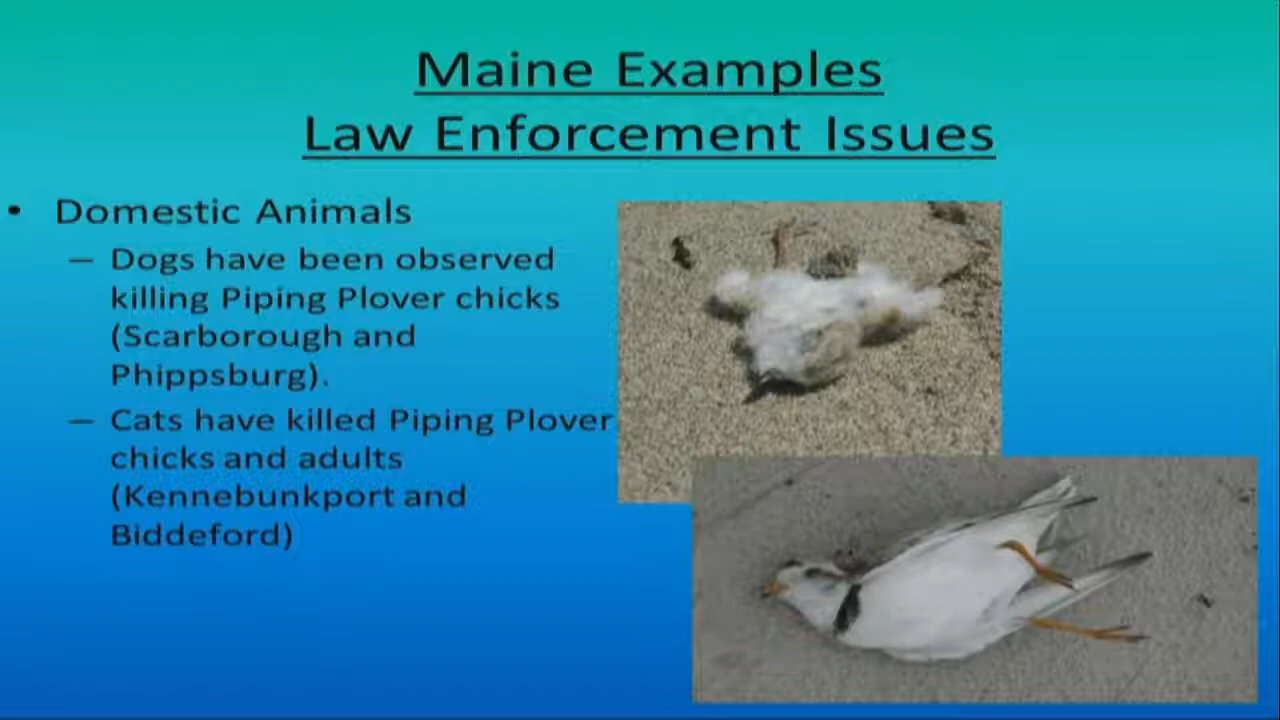 Maine Examples
Law Enforcement Issues
• Domestic Animals
– Dogs have been observed
killing Piping Plover chicks
(Scarborough and
Phippsburg).
– Cats have killed Piping Plover
chicks and adults
(Kennebunkport and
Biddeford)